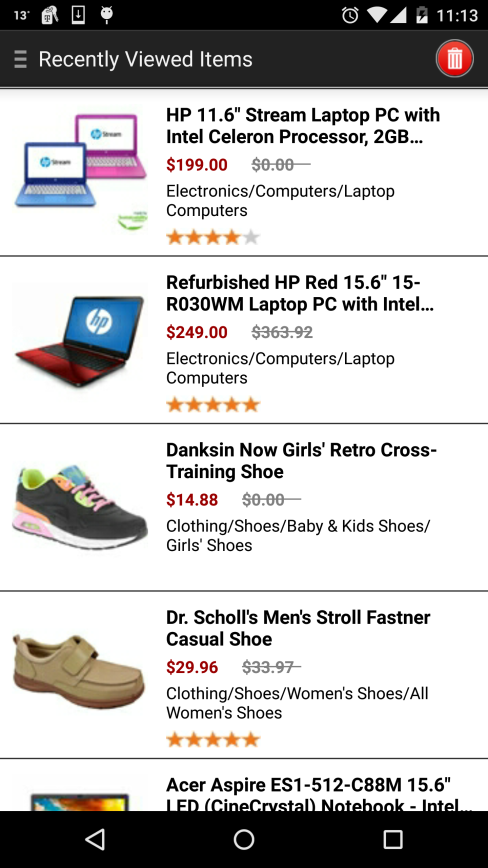 13°
11:13
Recently Viewed Items
HP 11.6" Stream Laptop PC with
Intel Celeron Processor, 2GB...
$199.00 $0.00
Electronics/Computers/Laptop
Computers
Refurbished HP Red 15.6" 15-
R030WM Laptop PC with Intel...
$249.00 $363.92
Electronics/Computers/Laptop
Computers
Danksin Now Girls' Retro Cross-
Training Shoe
$14.88 $0.00
Clothing/Shoes/Baby & Kids Shoes/
Girls' Shoes
Dr. Scholl's Men's Stroll Fastner
Casual Shoe
$29.96 $33.97
Clothing/Shoes/Women's Shoes/All
Women's Shoes
Acer Aspire ES1-512-C88M 15.6"
LED (CineCrystal) Notebook - Intel...